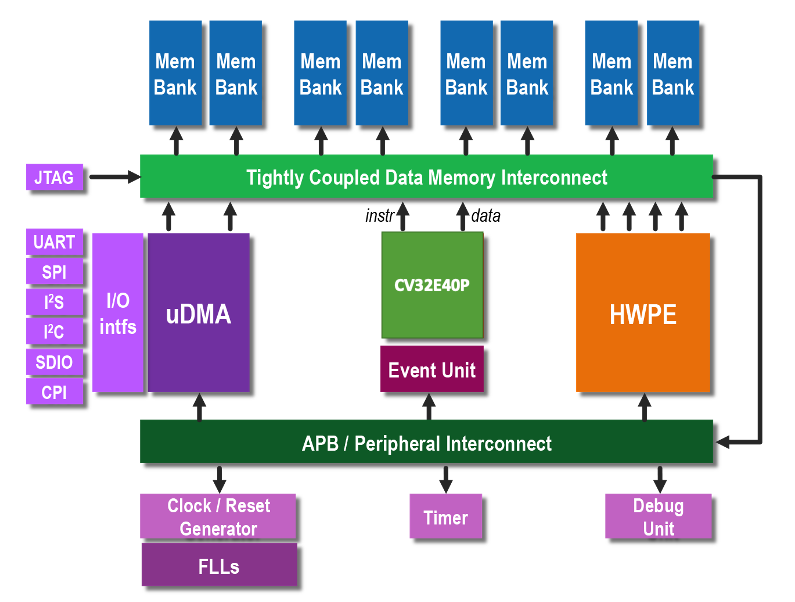 Mem
Bank
Mem
Bank
Mem
Bank
Mem
Bank
Mem
Bank
Mem
Bank
Mem
Bank
Mem
Bank
JTAG
Tightly Coupled Data Memory Interconnect
instr
data
UART
SPI
I²S
I²C
SDIO
CPI
I/O
intfs
uDMA
CV32E40P
Event Unit
HWPE
APB / Peripheral Interconnect
Clock / Reset
Generator
FLLs
Timer
Debug
Unit